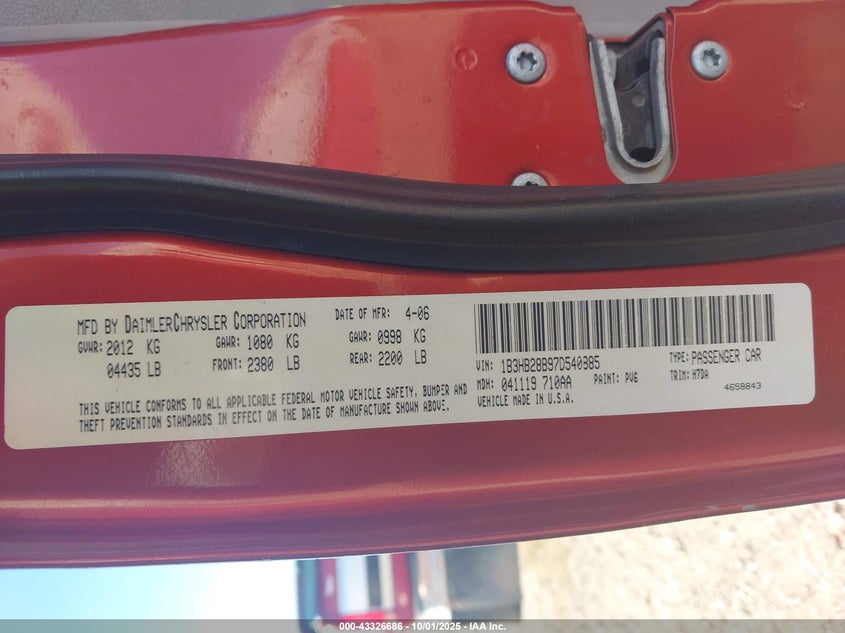 MFD BY DAIMLERCHRYSLER CORPORATION DATE OF MFR: 4-06
GVWR: 2012 KG GAWR: 1080 KG GAWR: 0998 KG
04435 LB FRONT: 2380 LB REAR: 2200 LB
THIS VEHICLE CONFORMS TO ALL APPLICABLE FEDERAL MOTOR VEHICLE SAFETY, BUMPER AND
THEFT PREVENTION STANDARDS IN EFFECT ON THE DATE OF MANUFACTURE SHOWN ABOVE.
VIN: 1B3HB28B97D540985 TYPE: PASSENGER CAR
MDH: 041119 710AA PAINT: PVG TRIM: M7DA
VEHICLE MADE IN U.S.A. 4658843
000-43326686 - 10/01/2025 - IAA Inc.